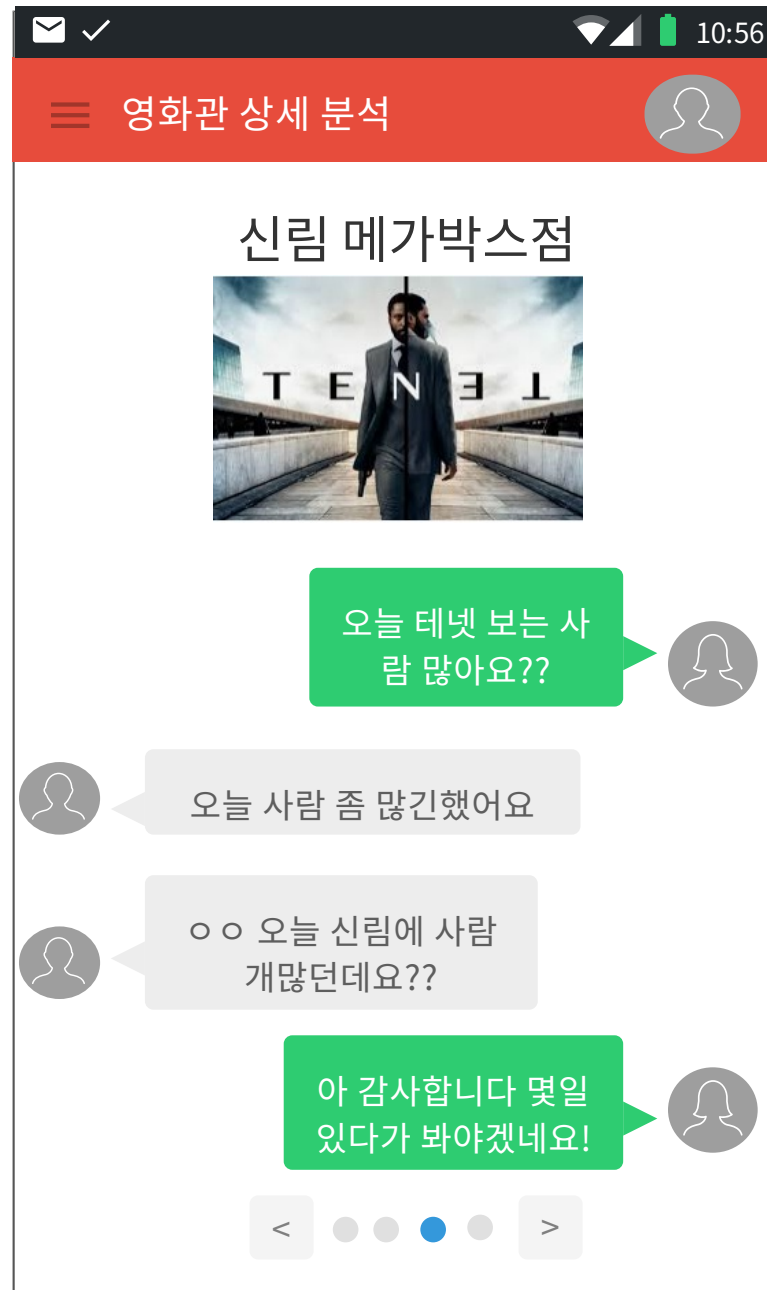 10:56
영화관 상세 분석
신림 메가박스점
TENET
오늘 테넷 보는 사
람 많아요??
오늘 사람 좀 많긴했어요
ㅇㅇ 오늘 신림에 사람
개많던데요??
아 감사합니다 몇일
있다가 봐야겠네요!
< >